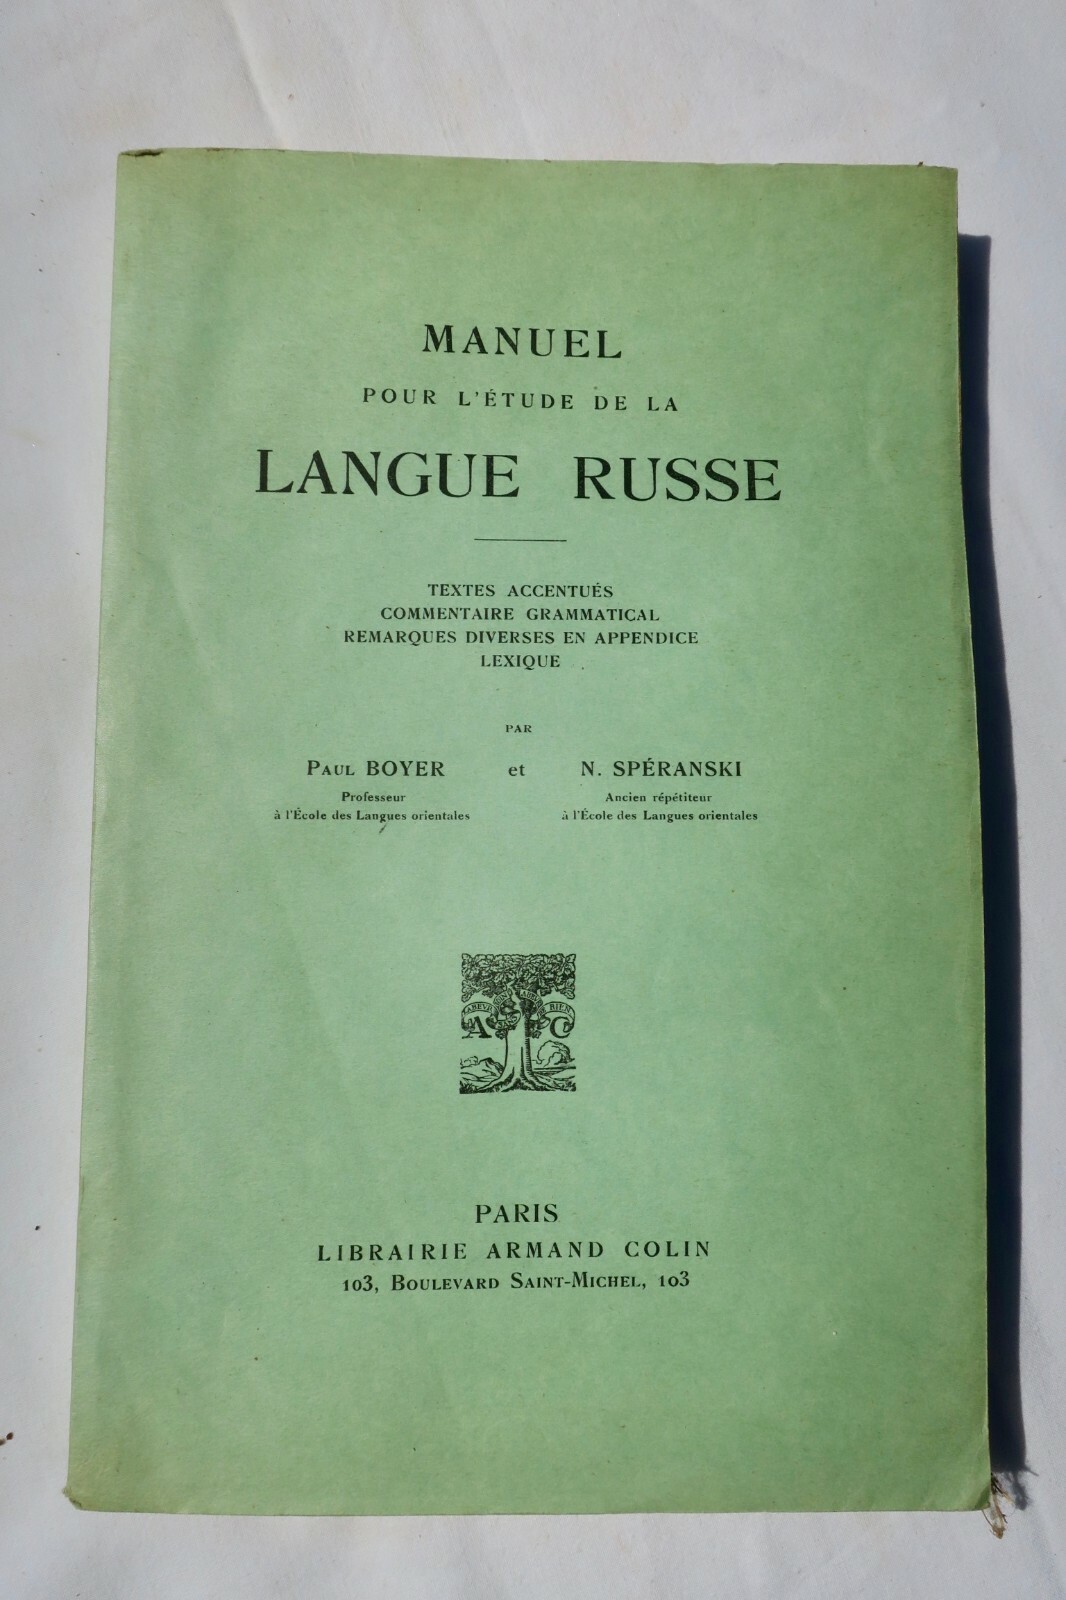 MANUEL
POUR L'ÉTUDE DE LA
LANGUE RUSSE
TEXTES ACCENTUÉS
COMMENTAIRE GRAMMATICAL
REMARQUES DIVERSES EN APPENDICE
LEXIQUE
PAR
PAUL BOYER et N. SPÉRANSKI
Professeur Ancien répétiteur
à l'École des Langues orientales à l'École des Langues orientales
A C
RIEN
PARIS
LIBRAIRIE ARMAND COLIN
103, BOULEVARD SAINT-MICHEL, 103